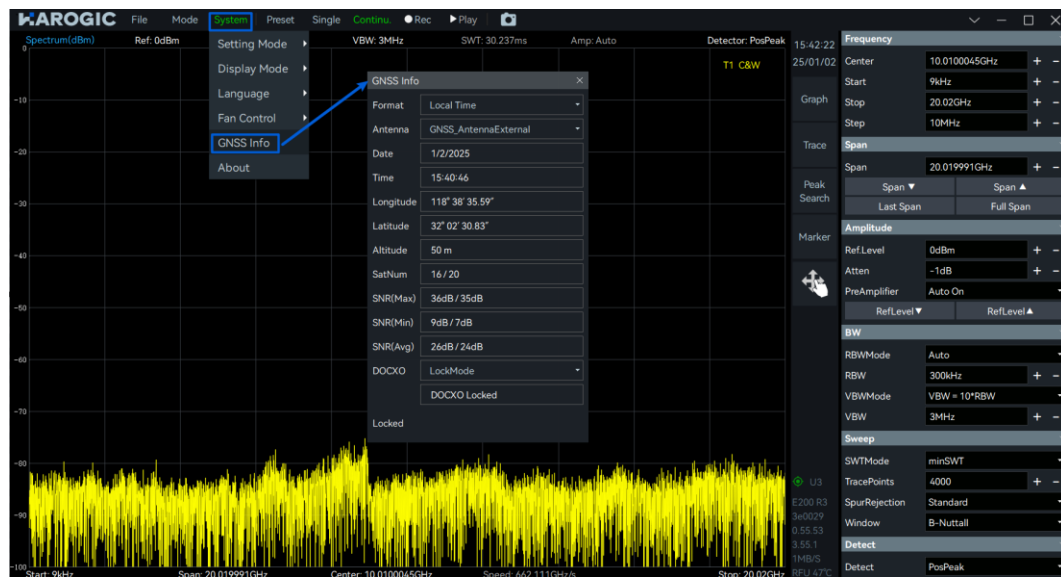 HAROGIC File Mode System Preset Single Continu. Rec Play
Spectrum(dBm) Ref: 0dBm VBW: 3MHz SWT: 30.237ms Amp: Auto Detector: PosPeak
T1 C&W
0
-10
-20
-30
-40
-50
-60
-70
-80
-90
-100
Start: 9kHz Span: 20.019991GHz Center: 10.0100045GHz Speed: 662.111GHz/s Stop: 20.02GHz
Setting Mode
Display Mode
Language
Fan Control
GNSS Info
About
GNSS Info
Format Local Time
Antenna GNSS_AntennaExternal
Date 1/2/2025
Time 15:40:46
Longitude 118° 38′ 35.59″
Latitude 32° 02′ 30.83″
Altitude 50 m
SatNum 16 / 20
SNR(Max) 36dB / 35dB
SNR(Min) 9dB / 7dB
SNR(Avg) 26dB / 24dB
DOCXO LockMode
DOCXO Locked
Locked
15:42:22
25/01/02
Graph
Trace
Peak
Search
Marker
U3
E200 R3
3e0029
0.55.53
3.55.1
1MB/S
RFU 47°C
Frequency
Center 10.0100045GHz + -
Start 9kHz + -
Stop 20.02GHz + -
Step 10MHz + -
Span
Span 20.019991GHz + -
Span ▼ Span ▲
Last Span Full Span
Amplitude
Ref.Level 0dBm + -
Atten -1dB + -
PreAmplifier Auto On
RefLevel▼ RefLevel▲
BW
RBWMode Auto
RBW 300kHz + -
VBWMode VBW = 10*RBW
VBW 3MHz + -
Sweep
SWTMode minSWT
TracePoints 4000 + -
SpurRejection Standard
Window B-Nuttall
Detect
Detect PosPeak